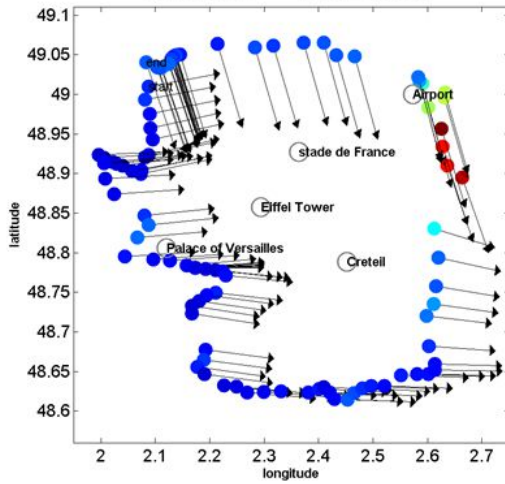 49.1
49.05
end
start
49
Airport
48.95
stade de France
48.9
latitude
48.85
Eiffel Tower
48.8
Palace of Versailles
Creteil
48.75
48.7
48.65
48.6
2 2.1 2.2 2.3 2.4 2.5 2.6 2.7
longitude